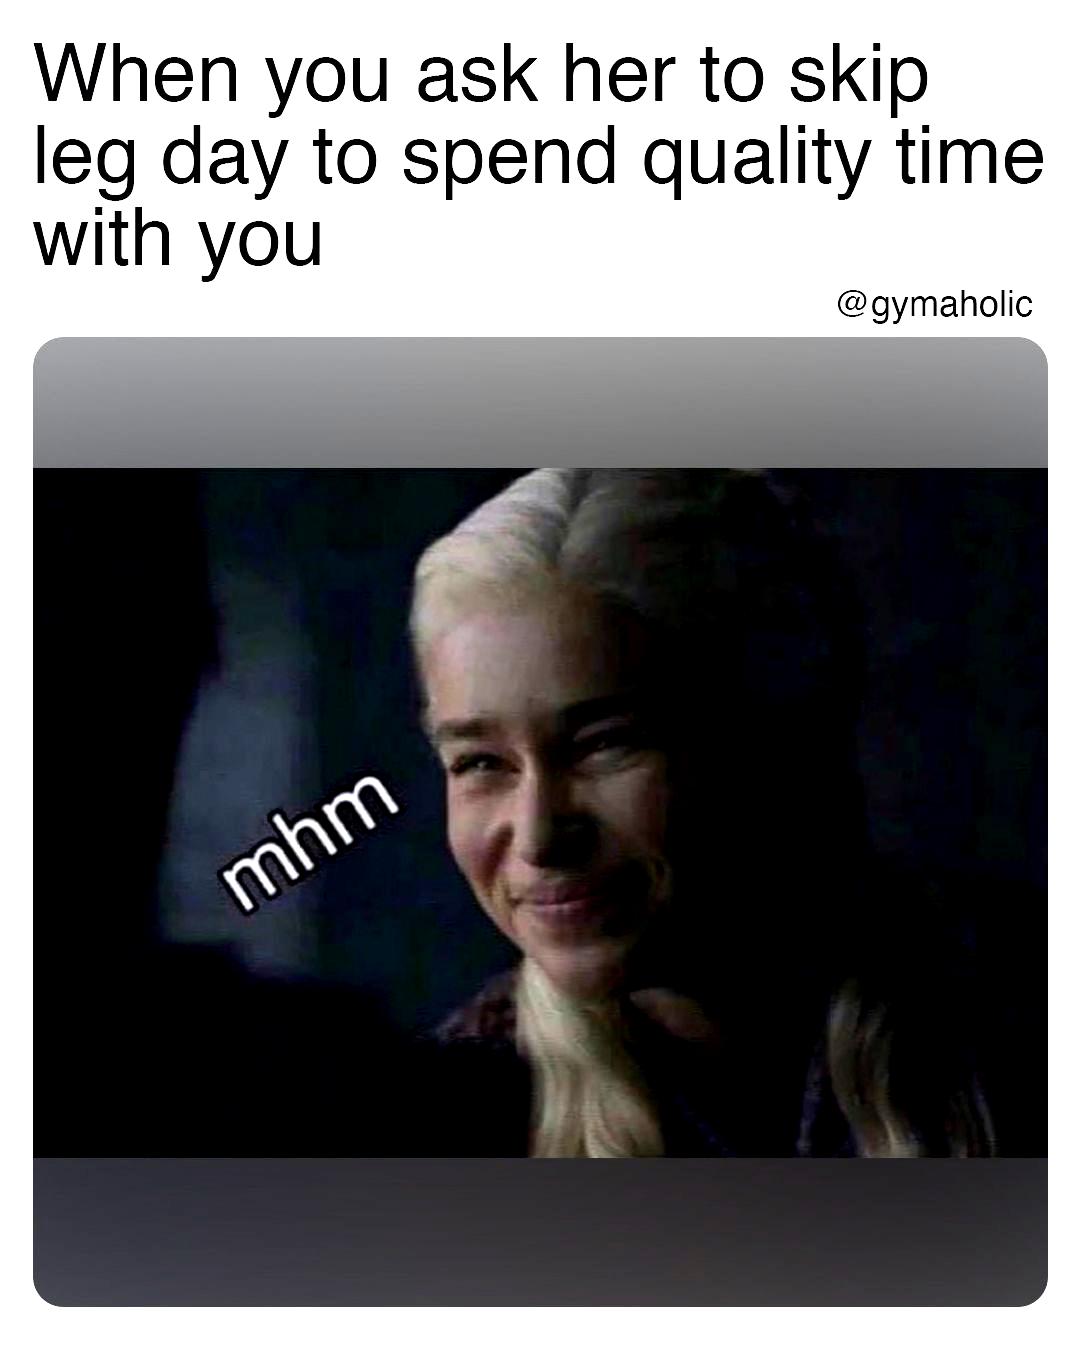 When you ask her to skip
leg day to spend quality time
with you
@gymaholic
mhm